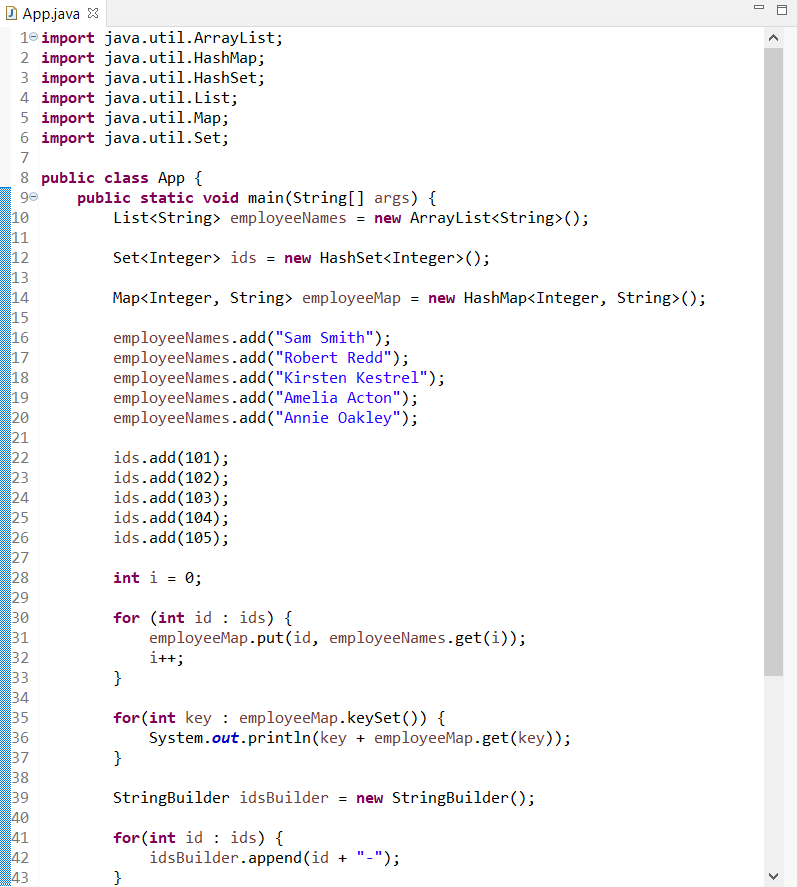 App.java
1 import java.util.ArrayList;
2 import java.util.HashMap;
3 import java.util.HashSet;
4 import java.util.List;
5 import java.util.Map;
6 import java.util.Set;
7
8 public class App {
9     public static void main(String[] args) {
10         List<String> employeeNames = new ArrayList<String>();
11
12         Set<Integer> ids = new HashSet<Integer>();
13
14         Map<Integer, String> employeeMap = new HashMap<Integer, String>();
15
16         employeeNames.add("Sam Smith");
17         employeeNames.add("Robert Redd");
18         employeeNames.add("Kirsten Kestrel");
19         employeeNames.add("Amelia Acton");
20         employeeNames.add("Annie Oakley");
21
22         ids.add(101);
23         ids.add(102);
24         ids.add(103);
25         ids.add(104);
26         ids.add(105);
27
28         int i = 0;
29
30         for (int id : ids) {
31             employeeMap.put(id, employeeNames.get(i));
32             i++;
33         }
34
35         for(int key : employeeMap.keySet()) {
36             System.out.println(key + employeeMap.get(key));
37         }
38
39         StringBuilder idsBuilder = new StringBuilder();
40
41         for(int id : ids) {
42             idsBuilder.append(id + "-");
43         }